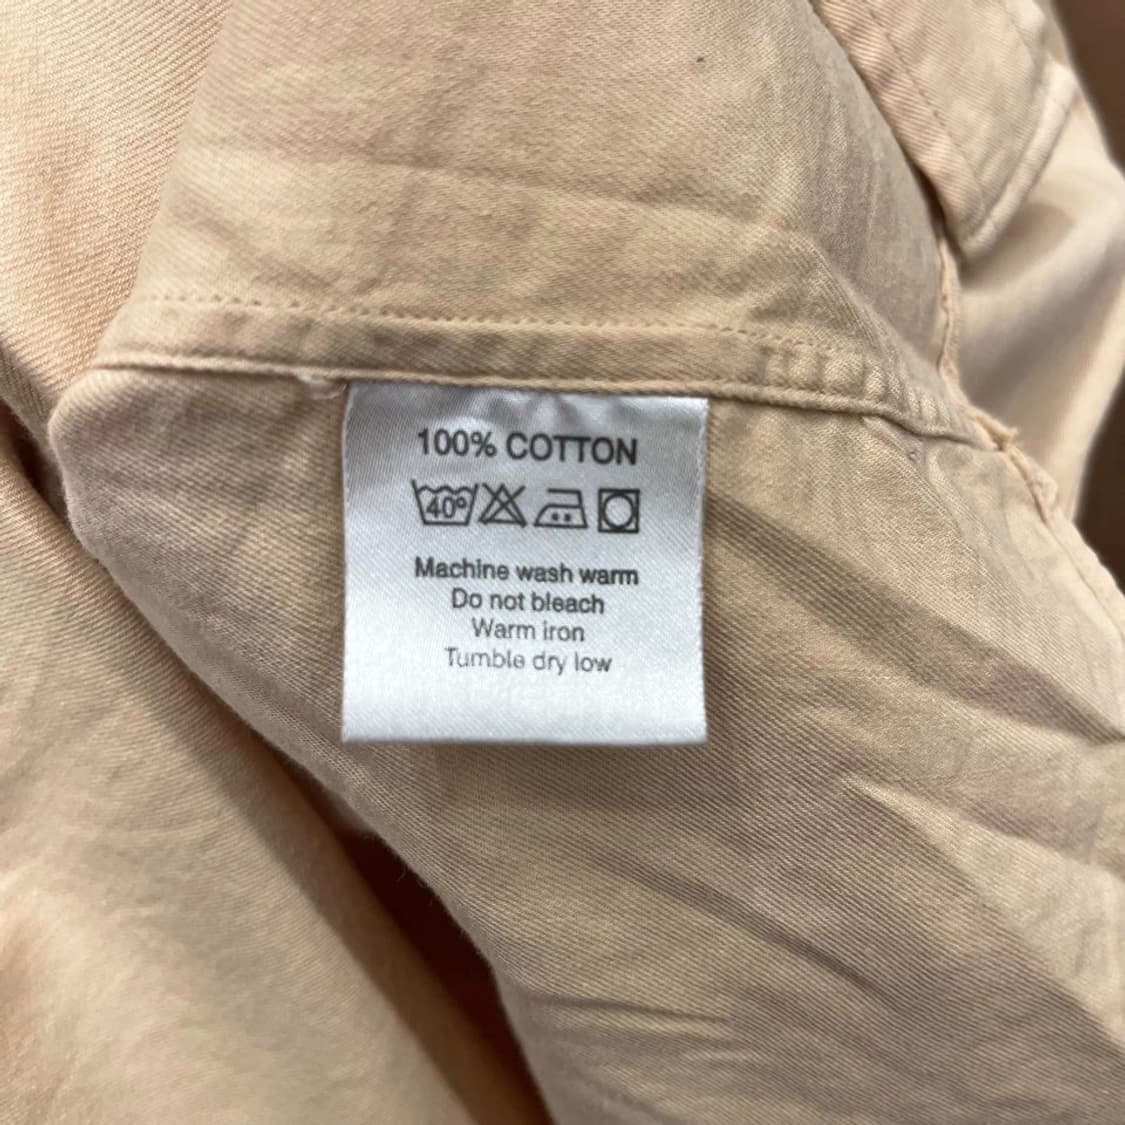 100% COTTON
40°
Machine wash warm
Do not bleach
Warm iron
Tumble dry low